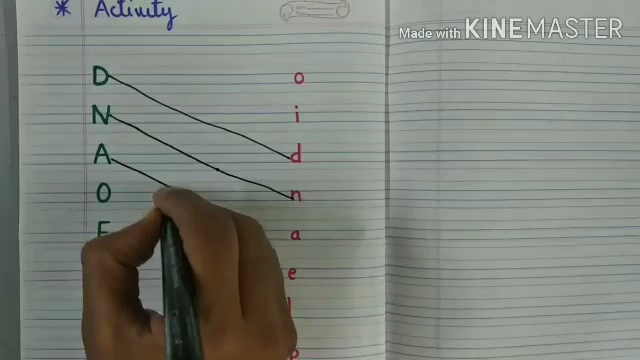 * Activity
Made with KINEMASTER
D o
N i
A d
O n
E a
e
l
p